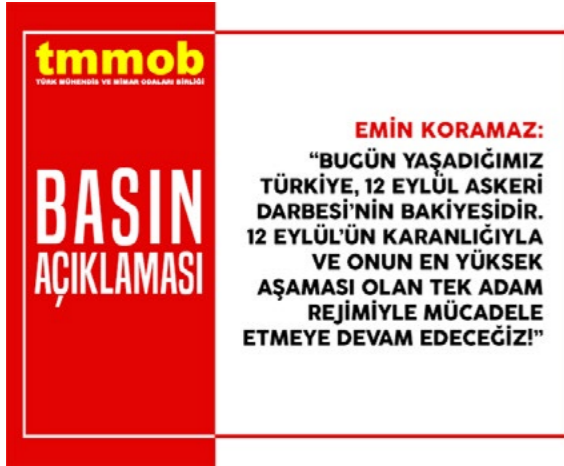 tmmob
TÜRK MÜHENDİS VE MİMAR ODALARI BİRLİĞİ
BASIN
AÇIKLAMASI
EMİN KORAMAZ:
“BUGÜN YAŞADIĞIMIZ
TÜRKİYE, 12 EYLÜL ASKERİ
DARBESİ’NİN BAKİYESİDİR.
12 EYLÜL’ÜN KARANLIĞIYLA
VE ONUN EN YÜKSEK
AŞAMASI OLAN TEK ADAM
REJİMİYLE MÜCADELE
ETMEYE DEVAM EDECEĞİZ!”